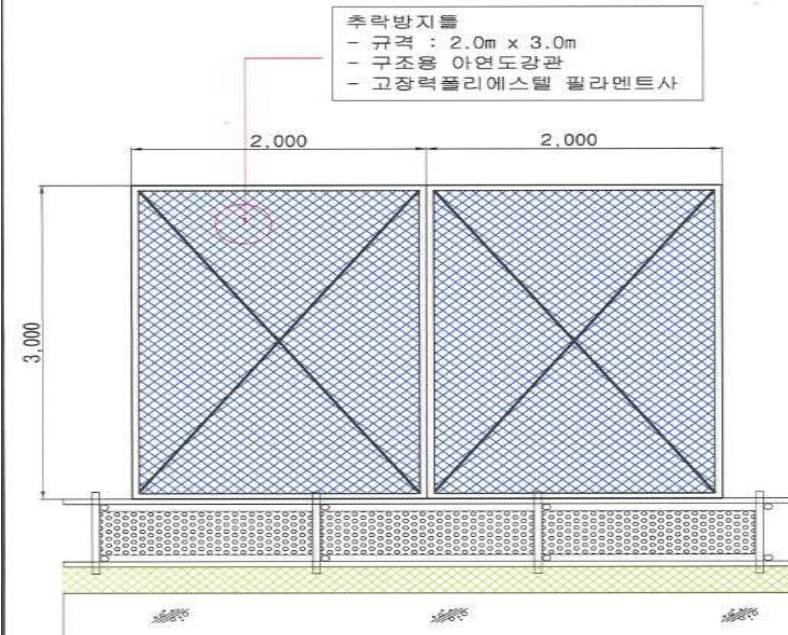 추락방지틀
- 규격 : 2.0m x 3.0m
- 구조용 아연도강관
- 고장력폴리에스텔 필라멘트사
2,000
2,000
3,000